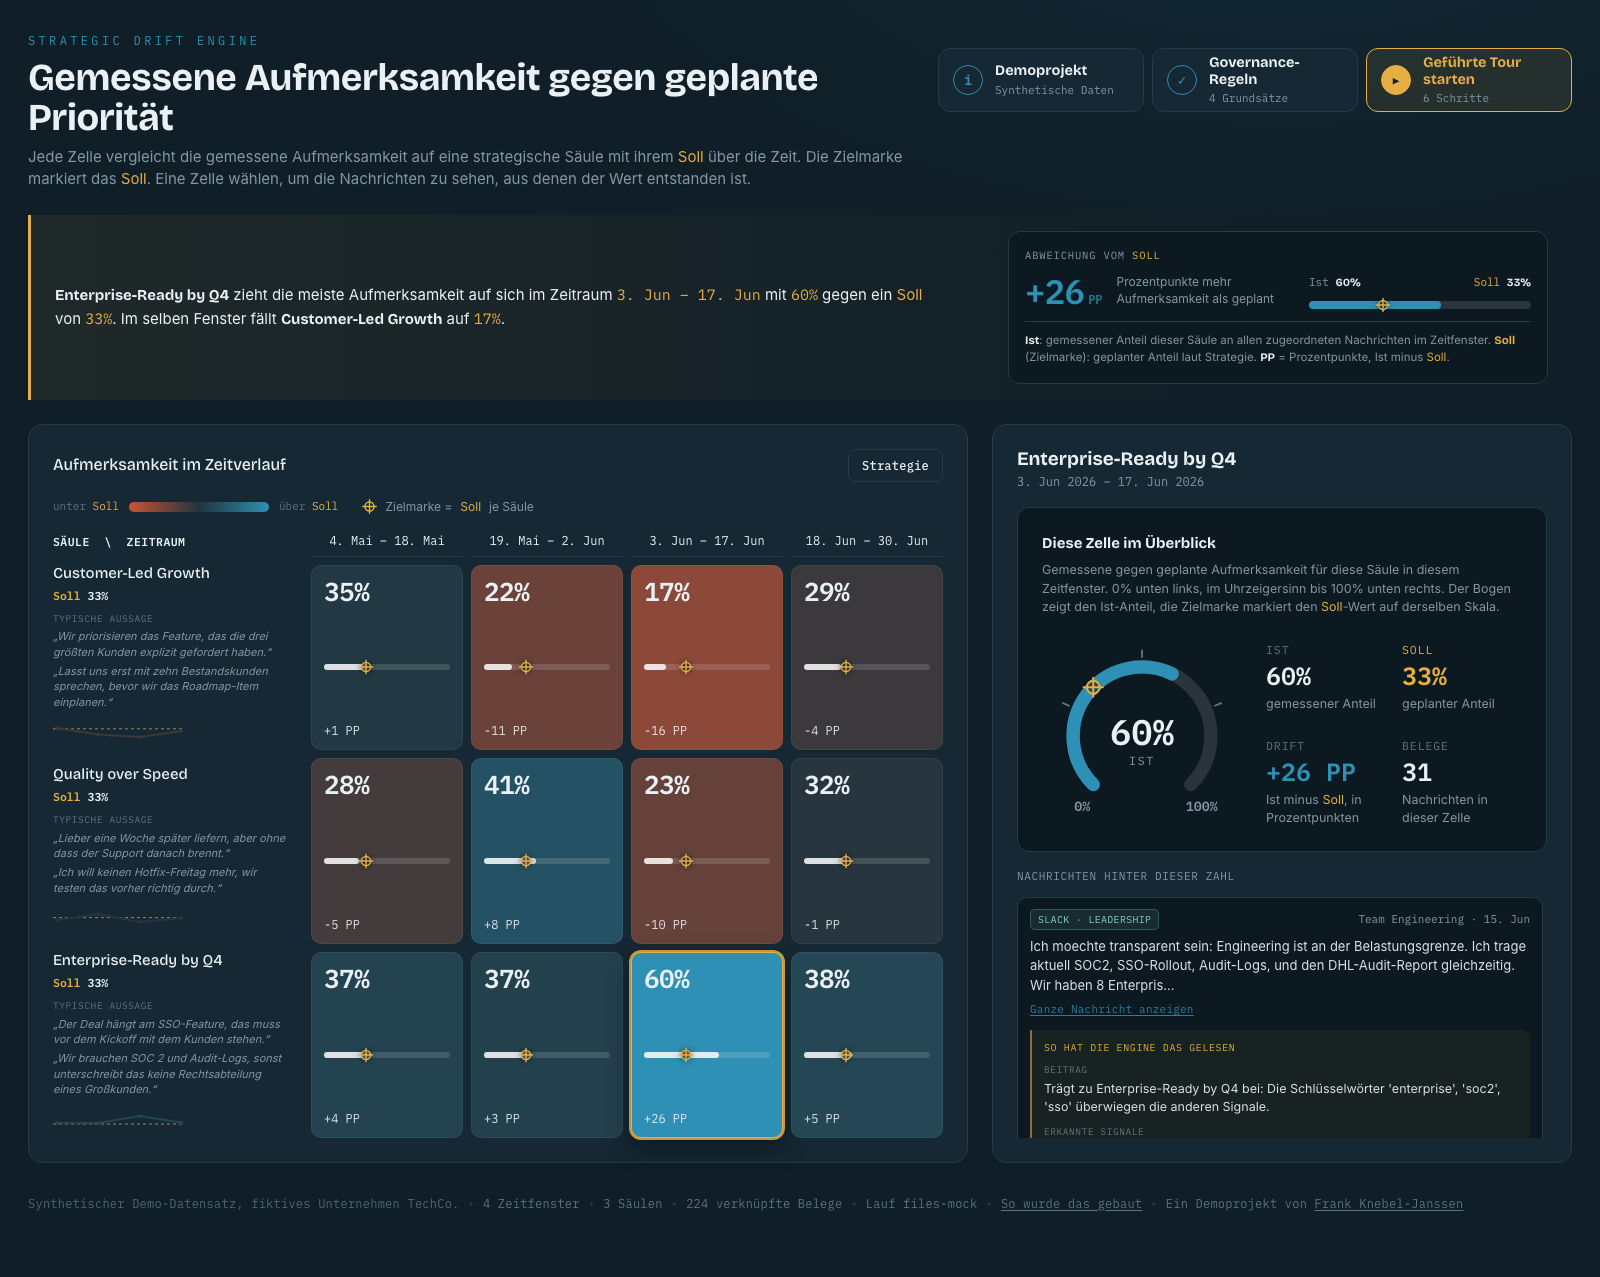 STRATEGIC DRIFT ENGINE
Gemessene Aufmerksamkeit gegen geplante
Priorität
Jede Zelle vergleicht die gemessene Aufmerksamkeit auf eine strategische Säule mit ihrem Soll über die Zeit. Die Zielmarke
markiert das Soll. Eine Zelle wählen, um die Nachrichten zu sehen, aus denen der Wert entstanden ist.
i
Demoprojekt
Synthetische Daten
✓
Governance-
Regeln
4 Grundsätze
▶
Geführte Tour
starten
6 Schritte
Enterprise-Ready by Q4 zieht die meiste Aufmerksamkeit auf sich im Zeitraum 3. Jun – 17. Jun mit 60% gegen ein Soll
von 33%. Im selben Fenster fällt Customer-Led Growth auf 17%.
ABWEICHUNG VOM SOLL
+26 PP
Prozentpunkte mehr
Aufmerksamkeit als geplant
Ist 60%
Soll 33%
Ist: gemessener Anteil dieser Säule an allen zugeordneten Nachrichten im Zeitfenster. Soll
(Zielmarke): geplanter Anteil laut Strategie. PP = Prozentpunkte, Ist minus Soll.
Aufmerksamkeit im Zeitverlauf
Strategie
unter Soll
über Soll
Zielmarke = Soll je Säule
SÄULE \ ZEITRAUM
4. Mai – 18. Mai
19. Mai – 2. Jun
3. Jun – 17. Jun
18. Jun – 30. Jun
Customer-Led Growth
Soll 33%
TYPISCHE AUSSAGE
„Wir priorisieren das Feature, das die drei
größten Kunden explizit gefordert haben.“
„Lasst uns erst mit zehn Bestandskunden
sprechen, bevor wir das Roadmap-Item
einplanen.“
35%
+1 PP
22%
-11 PP
17%
-16 PP
29%
-4 PP
Quality over Speed
Soll 33%
TYPISCHE AUSSAGE
„Lieber eine Woche später liefern, aber ohne
dass der Support danach brennt.“
„Ich will keinen Hotfix-Freitag mehr, wir
testen das vorher richtig durch.“
28%
-5 PP
41%
+8 PP
23%
-10 PP
32%
-1 PP
Enterprise-Ready by Q4
Soll 33%
TYPISCHE AUSSAGE
„Der Deal hängt am SSO-Feature, das muss
vor dem Kickoff mit dem Kunden stehen.“
„Wir brauchen SOC 2 und Audit-Logs, sonst
unterschreibt das keine Rechtsabteilung
eines Großkunden.“
37%
+4 PP
37%
+3 PP
60%
+26 PP
38%
+5 PP
Enterprise-Ready by Q4
3. Jun 2026 – 17. Jun 2026
Diese Zelle im Überblick
Gemessene gegen geplante Aufmerksamkeit für diese Säule in diesem
Zeitfenster. 0% unten links, im Uhrzeigersinn bis 100% unten rechts. Der Bogen
zeigt den Ist-Anteil, die Zielmarke markiert den Soll-Wert auf derselben Skala.
60%
IST
0%
100%
IST
60%
gemessener Anteil
SOLL
33%
geplanter Anteil
DRIFT
+26 PP
Ist minus Soll, in
Prozentpunkten
BELEGE
31
Nachrichten in
dieser Zelle
NACHRICHTEN HINTER DIESER ZAHL
SLACK · LEADERSHIP
Team Engineering · 15. Jun
Ich moechte transparent sein: Engineering ist an der Belastungsgrenze. Ich trage
aktuell SOC2, SSO-Rollout, Audit-Logs, und den DHL-Audit-Report gleichzeitig.
Wir haben 8 Enterpris…
Ganze Nachricht anzeigen
SO HAT DIE ENGINE DAS GELESEN
BEITRAG
Trägt zu Enterprise-Ready by Q4 bei: Die Schlüsselwörter 'enterprise', 'soc2',
'sso' überwiegen die anderen Signale.
ERKANNTE SIGNALE
Synthetischer Demo-Datensatz, fiktives Unternehmen TechCo. · 4 Zeitfenster · 3 Säulen · 224 verknüpfte Belege · Lauf files-mock · So wurde das gebaut · Ein Demoprojekt von Frank Knebel-Janssen